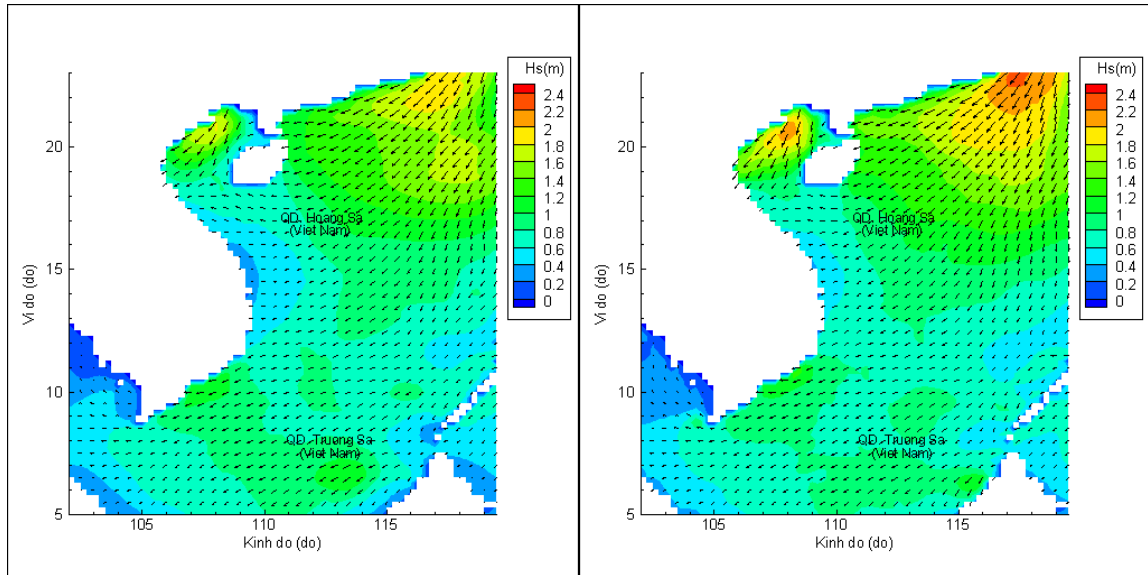 Hs(m)
2.4
2.2
2
1.8
1.6
1.4
1.2
1
0.8
0.6
0.4
0.2
0
20
15
10
5
Vi do (do)
QD. Hoang Sa
(Viet Nam)
QD. Truong Sa
(Viet Nam)
105
110
115
Kinh do (do)
Hs(m)
2.4
2.2
2
1.8
1.6
1.4
1.2
1
0.8
0.6
0.4
0.2
0
20
15
10
5
Vi do (do)
QD. Hoang Sa
(Viet Nam)
QD. Truong Sa
(Viet Nam)
105
110
115
Kinh do (do)